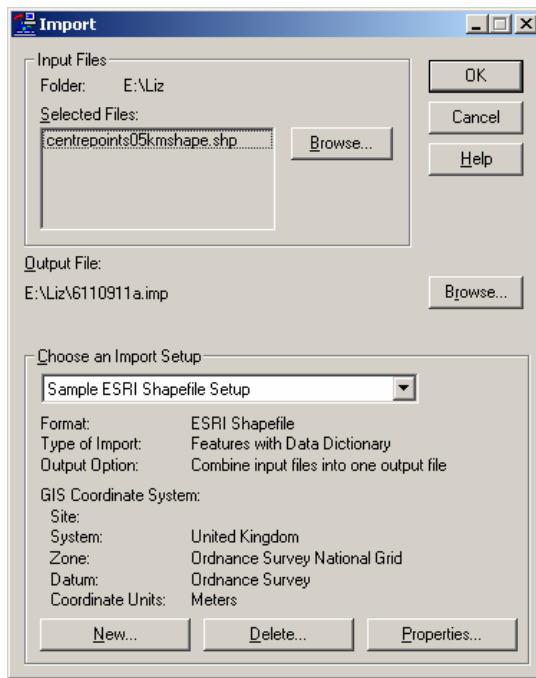 Import
Input Files
Folder: E:\Liz
Selected Files:
centrepoints05kmshape.shp
Browse...
OK
Cancel
Help
Output File:
E:\Liz\6110911a.imp
Browse...
Choose an Import Setup
Sample ESRI Shapefile Setup
Format: ESRI Shapefile
Type of Import: Features with Data Dictionary
Output Option: Combine input files into one output file
GIS Coordinate System:
Site:
System: United Kingdom
Zone: Ordnance Survey National Grid
Datum: Ordnance Survey
Coordinate Units: Meters
New... Delete... Properties...